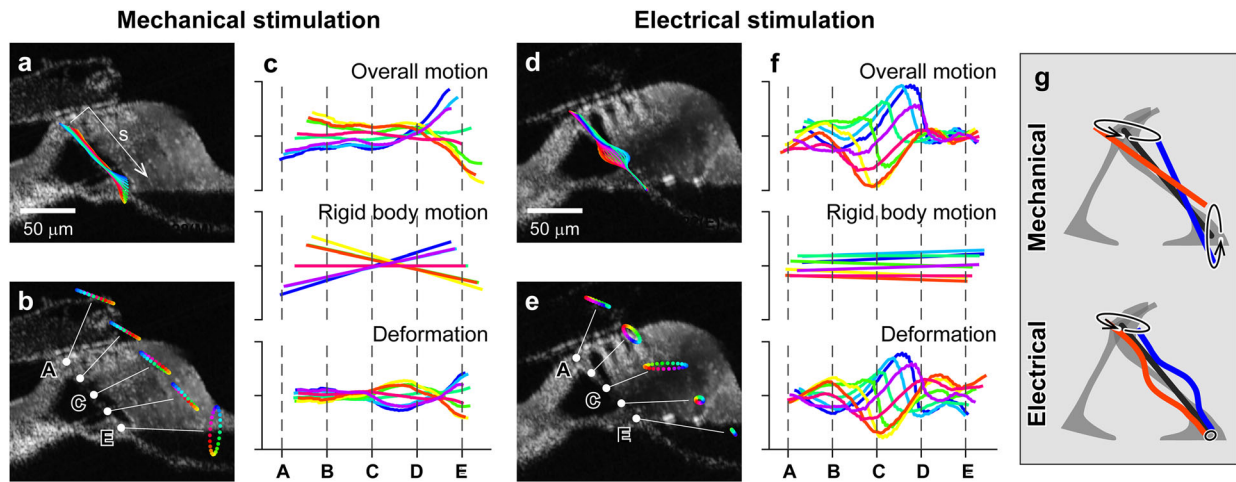 Mechanical stimulation
Electrical stimulation
a
s
50 μm
b
A
C
E
c
Overall motion
Rigid body motion
Deformation
A B C D E
d
50 μm
e
A
C
E
f
Overall motion
Rigid body motion
Deformation
A B C D E
g
Mechanical
Electrical